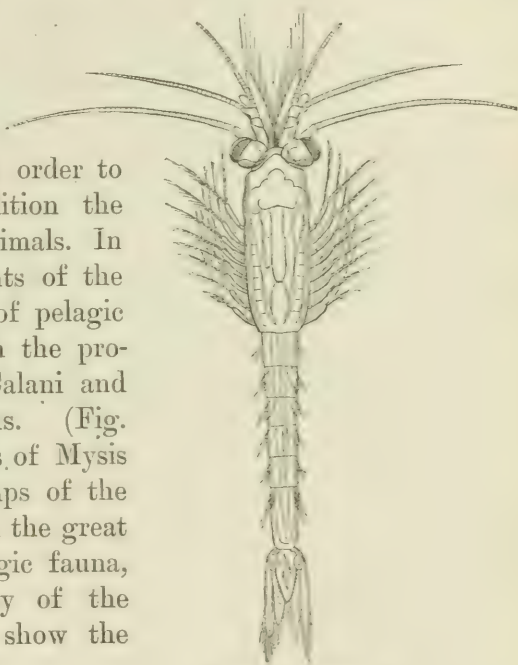 order to
ition the
imals. In
ts of the
of pelagic
n the pro-
Calani and
s. (Fig.
s of Mysis
ps of the
n the great
gic fauna,
y of the
show the